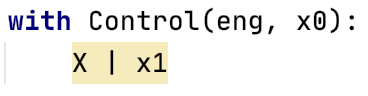 with Control(eng, x0):
    X | x1